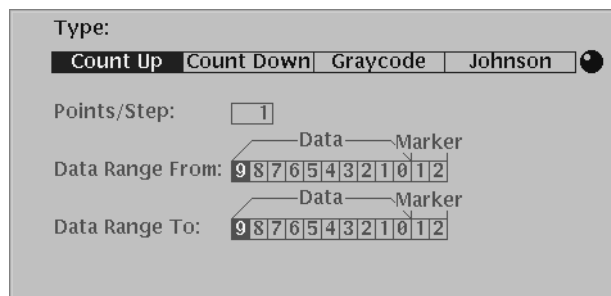 Type:
Count Up Count Down Graycode Johnson
Points/Step: 1
Data Marker
Data Range From: 9 8 7 6 5 4 3 2 1 0 1 2
Data Marker
Data Range To: 9 8 7 6 5 4 3 2 1 0 1 2